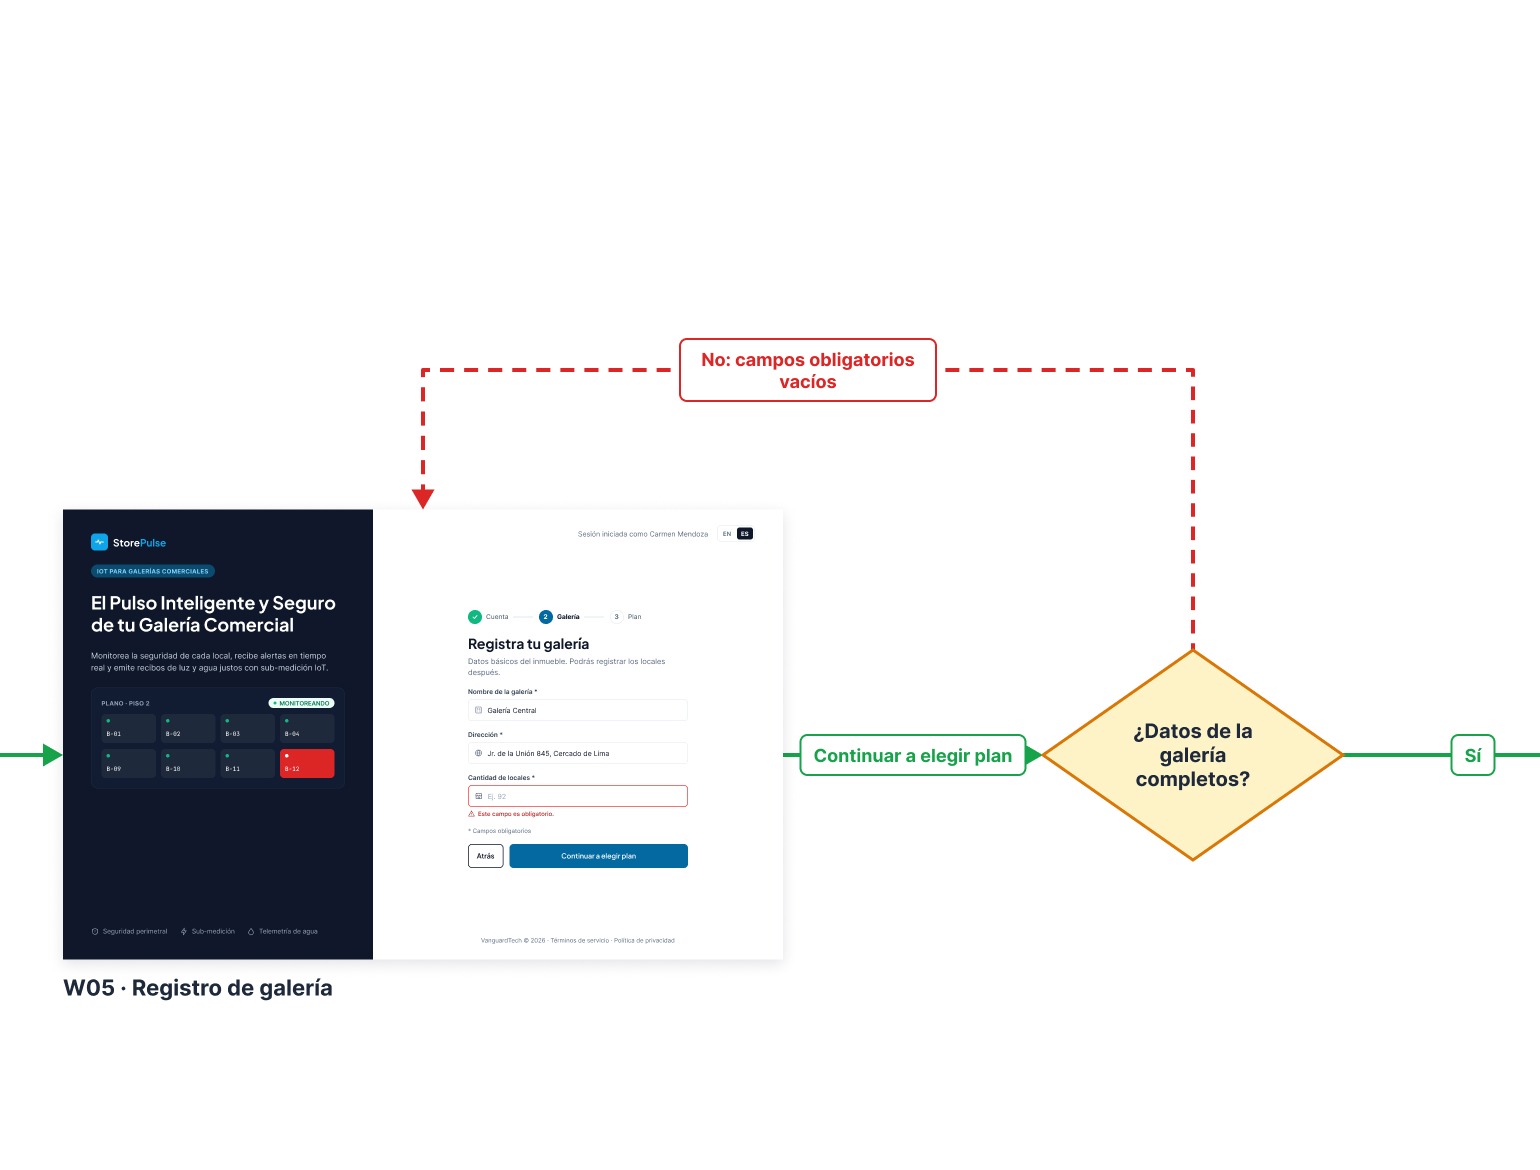 No: campos obligatorios
vacíos
StorePulse
IOT PARA GALERÍAS COMERCIALES
El Pulso Inteligente y Seguro
de tu Galería Comercial
Monitorea la seguridad de cada local, recibe alertas en tiempo
real y emite recibos de luz y agua justos con sub-medición IoT.
PLANO · PISO 2
MONITOREANDO
B-01
B-02
B-03
B-04
B-09
B-10
B-11
B-12
Seguridad perimetral
Sub-medición
Telemetría de agua
Sesión iniciada como Carmen Mendoza
EN
ES
Cuenta
2
Galería
3
Plan
Registra tu galería
Datos básicos del inmueble. Podrás registrar los locales
después.
Nombre de la galería *
Galería Central
Dirección *
Jr. de la Unión 845, Cercado de Lima
Cantidad de locales *
Ej. 92
Este campo es obligatorio.
* Campos obligatorios
Atrás
Continuar a elegir plan
VanguardTech © 2026 · Términos de servicio · Política de privacidad
W05 · Registro de galería
Continuar a elegir plan
¿Datos de la
galería
completos?
Sí